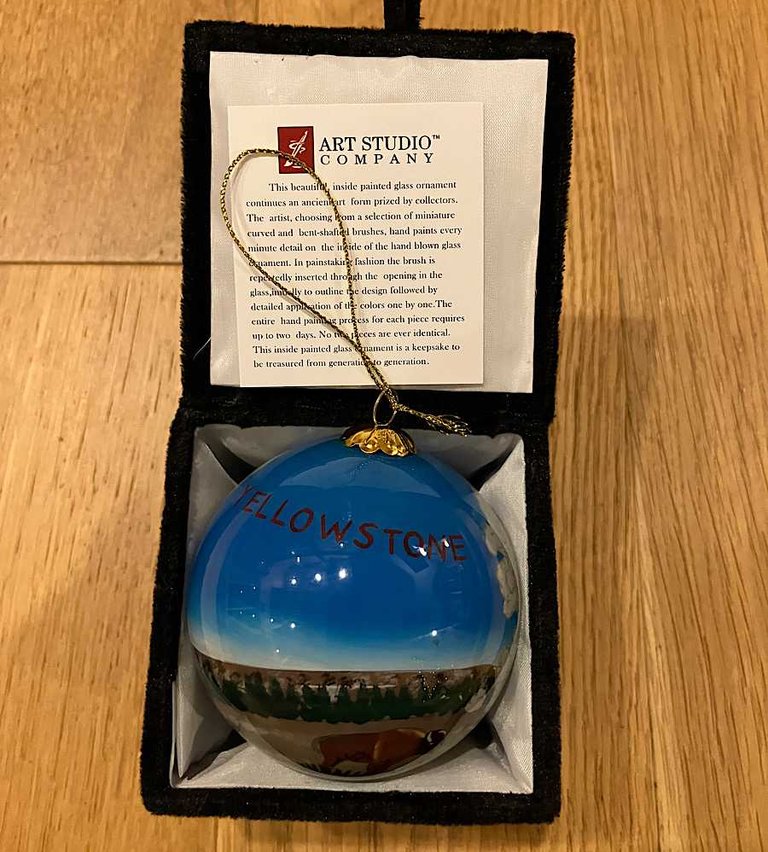 ART STUDIO™
COMPANY
This beautiful inside painted glass ornament
continues an ancient art form prized by collectors.
The artist, choosing from a selection of miniature
curved and bent-shafted brushes, hand paints every
minute detail on the inside of the hand blown glass
ornament. In painstaking fashion the brush is
repeatedly inserted through the opening in the
glass,initially to outline the design followed by
detailed application of the colors one by one.The
entire hand painting process for each piece requires
up to two days. No two pieces are ever identical.
This inside painted glass ornament is a keepsake to
be treasured from generation to generation.
YELLOWSTONE